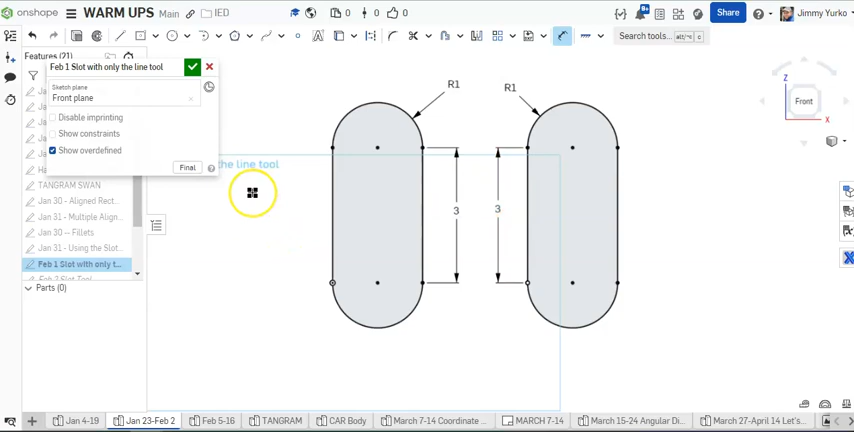 onshape WARM UPS Main IED 0 0 0 Share Jimmy Yurko
Search tools... alt/⌥ c
Features (21)
Feb 1 Slot with only the line tool
Sketch plane
Front plane
Disable imprinting
Show constraints
Show overdefined
Final
the line tool
TANGRAM SWAN
Jan 30 - Aligned Rect...
Jan 31 - Multiple Align...
Jan 30 -- Fillets
Jan 31 - Using the Slot...
Feb 1 Slot with only t...
Feb 2 Slot Tool
Parts (0)
R1
R1
3
3
Z
Front
X
Jan 4-19
Jan 23-Feb 2
Feb 5-16
TANGRAM
CAR Body
March 7-14 Coordinate ...
MARCH 7-14
March 15-24 Angular Di...
March 27-April 14 Let's...